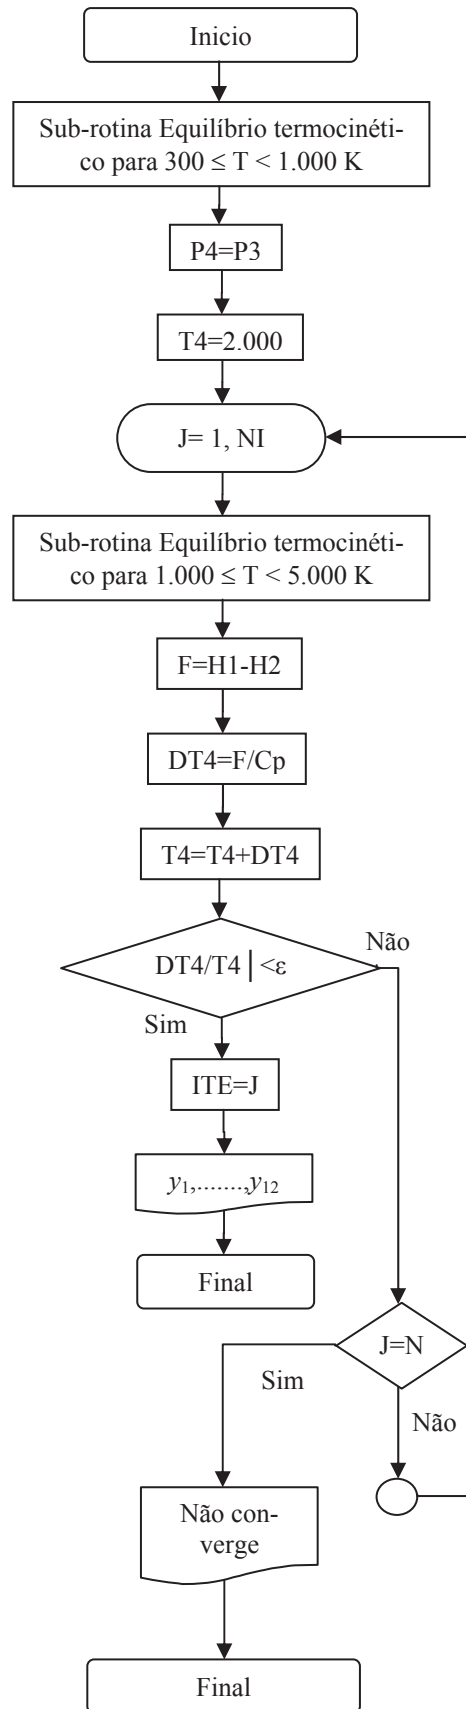 Inicio
Sub-rotina Equilíbrio termocinéti-
co para 300 ≤ T < 1.000 K
P4=P3
T4=2.000
J= 1, NI
Sub-rotina Equilíbrio termocinéti-
co para 1.000 ≤ T < 5.000 K
F=H1-H2
DT4=F/Cp
T4=T4+DT4
DT4/T4│<ε
Não
Sim
ITE=J
y1,........,y12
Final
J=N
Sim
Não
Não con-
verge
Final